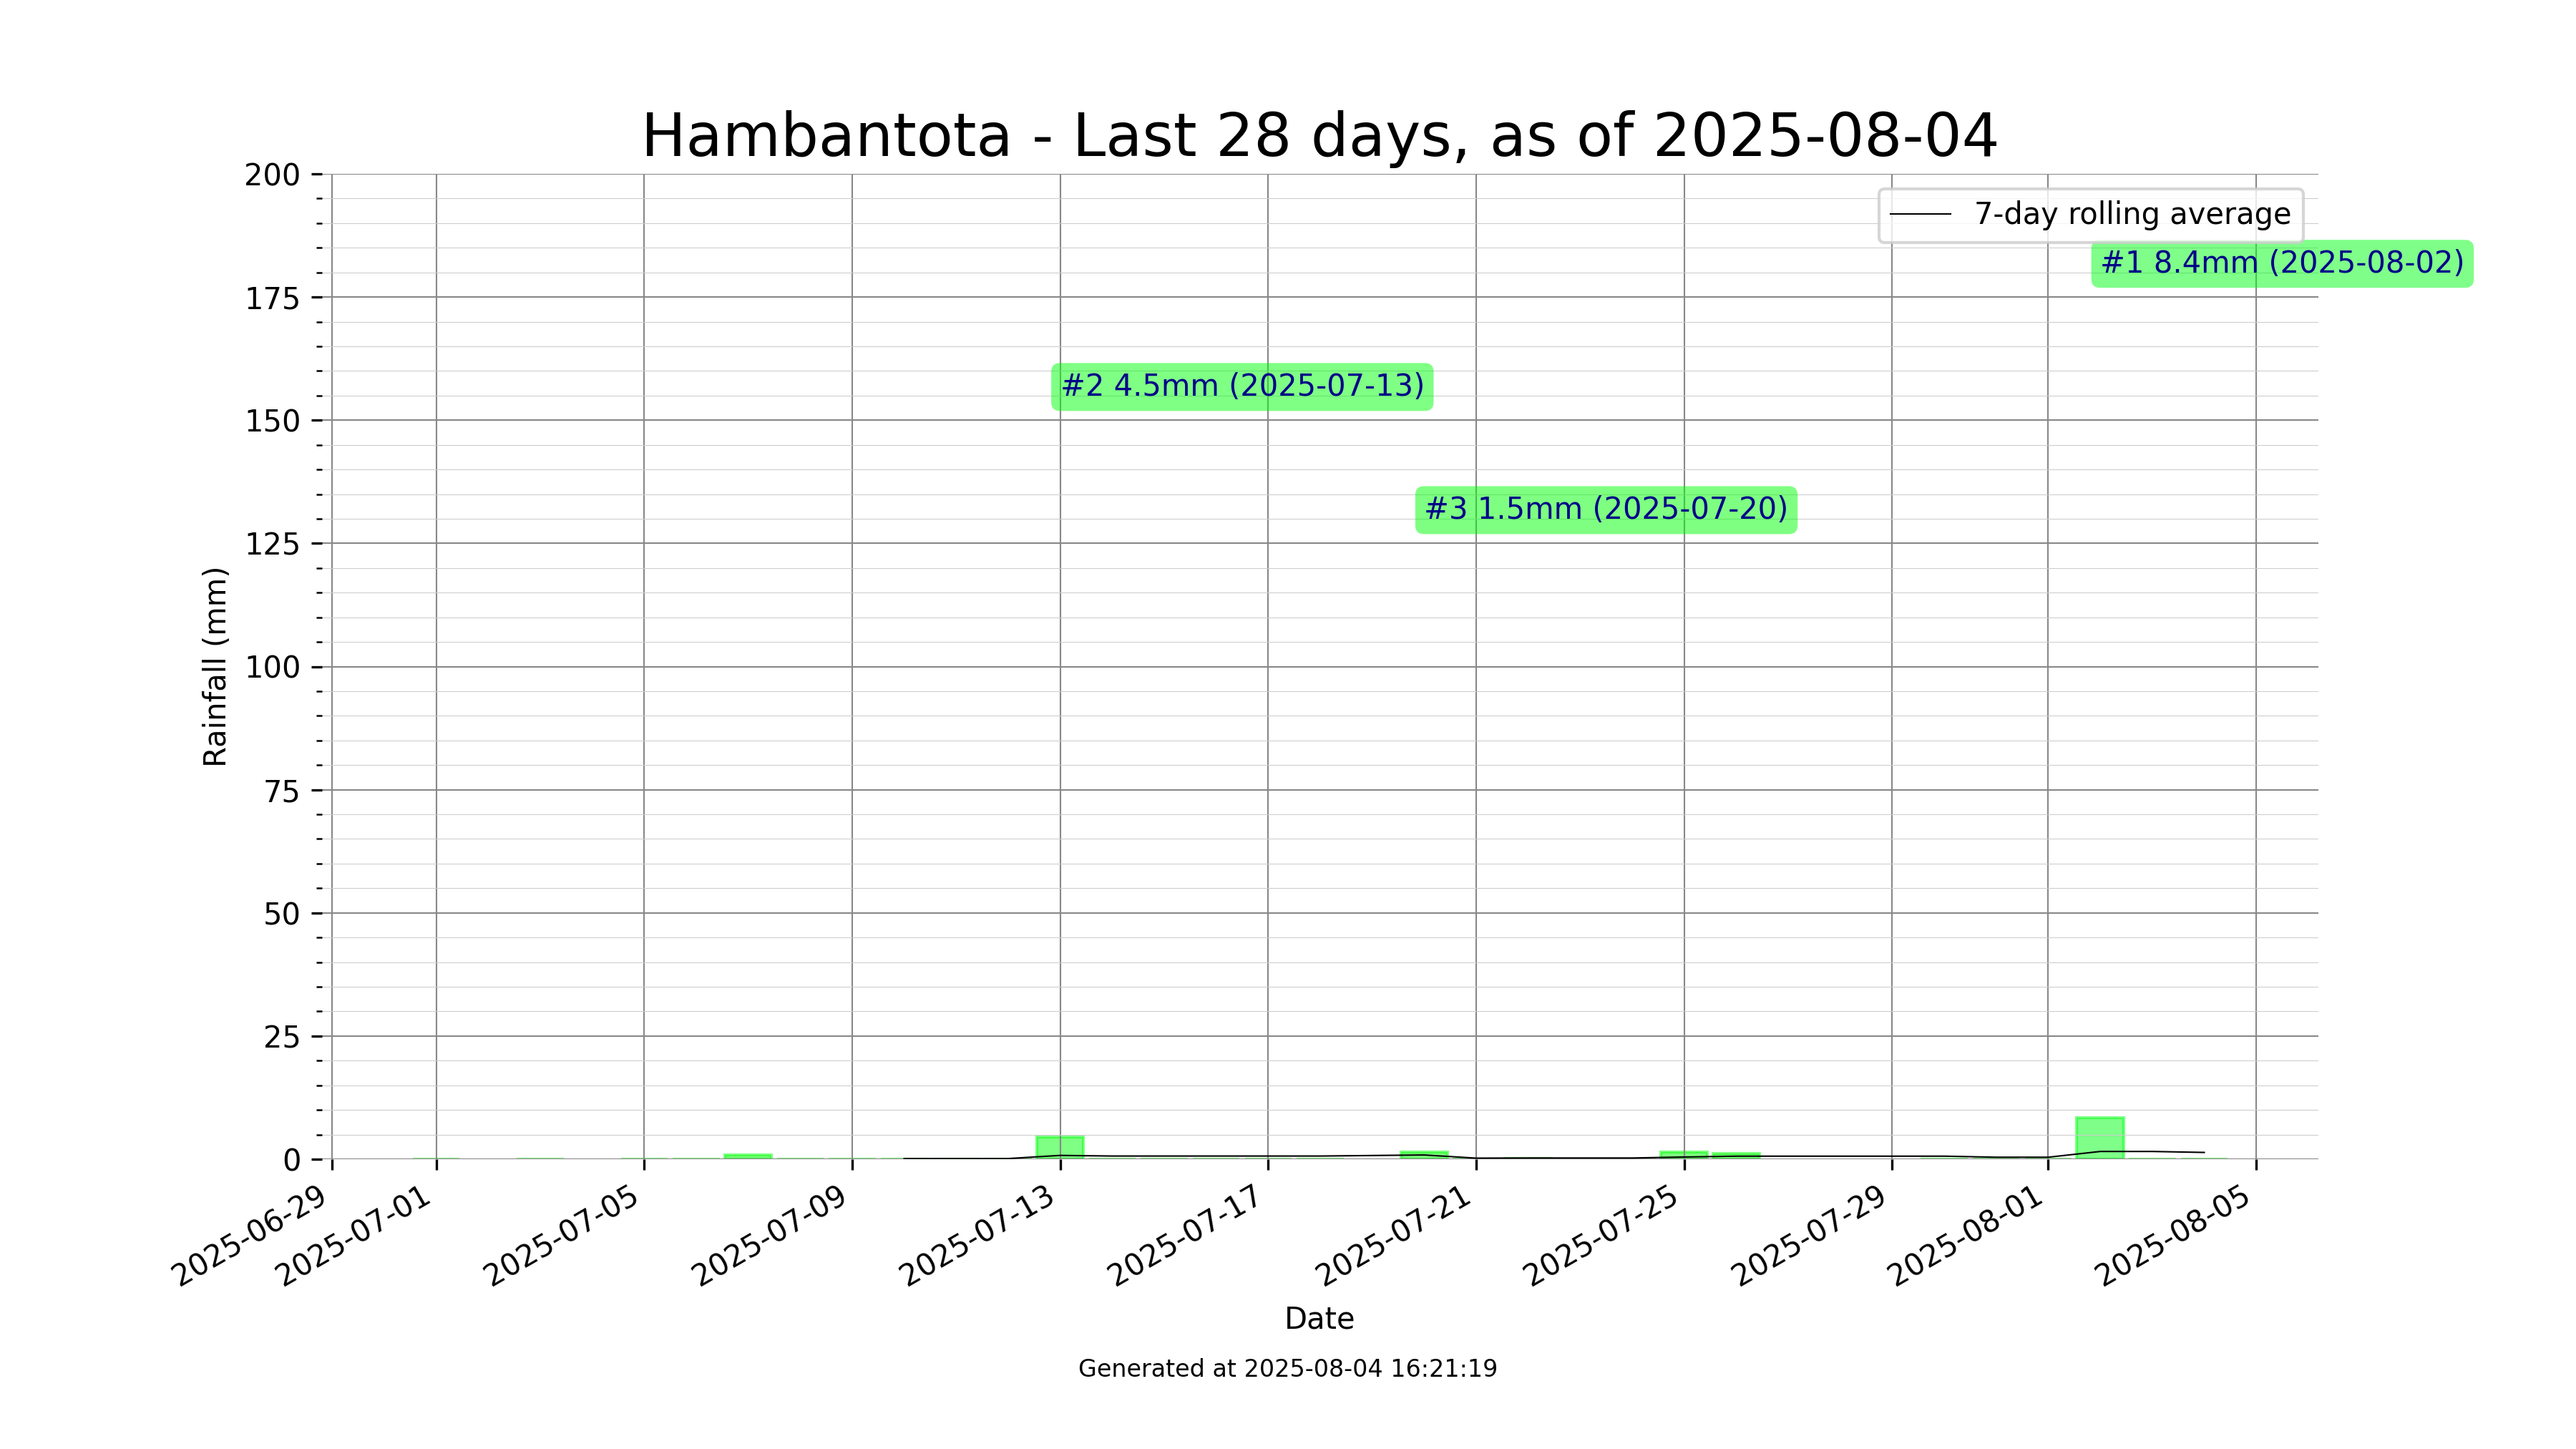 Hambantota - Last 28 days, as of 2025-08-04
7-day rolling average
#1 8.4mm (2025-08-02)
#2 4.5mm (2025-07-13)
#3 1.5mm (2025-07-20)
Rainfall (mm)
200
175
150
125
100
75
50
25
0
2025-06-29
2025-07-01
2025-07-05
2025-07-09
2025-07-13
2025-07-17
2025-07-21
2025-07-25
2025-07-29
2025-08-01
2025-08-05
Date
Generated at 2025-08-04 16:21:19